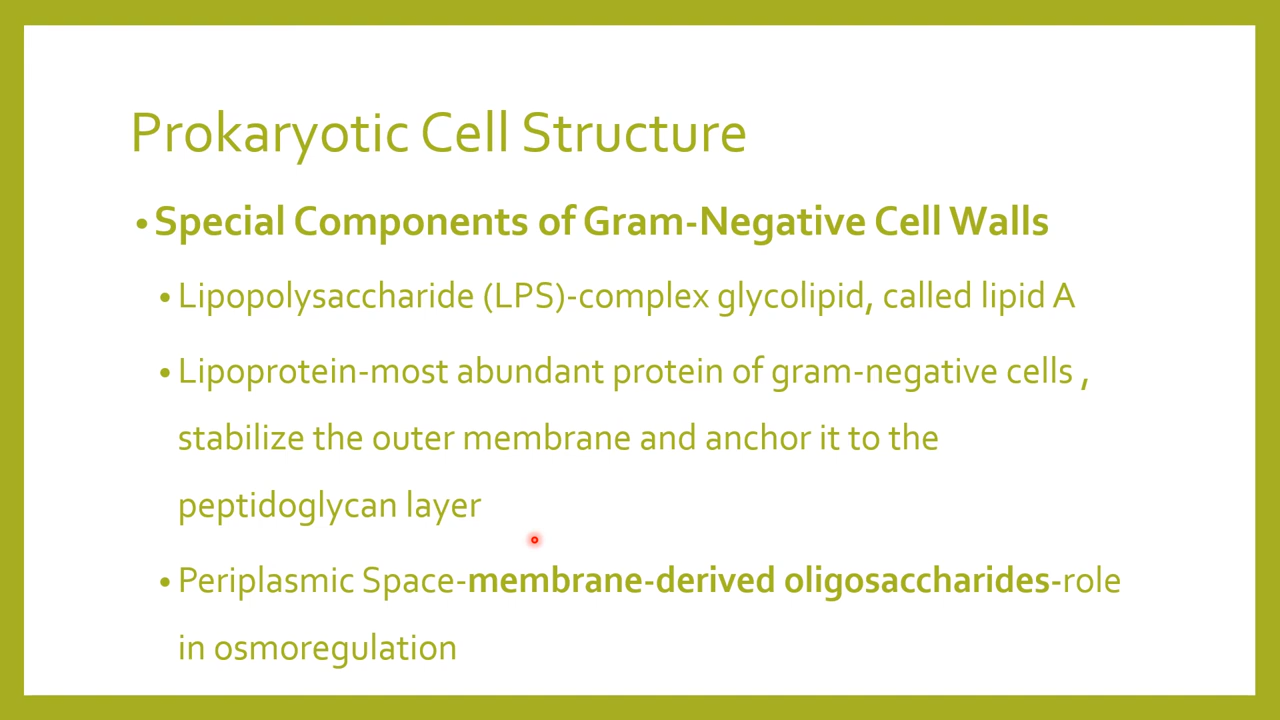 Prokaryotic Cell Structure
• Special Components of Gram-Negative Cell Walls
• Lipopolysaccharide (LPS)-complex glycolipid, called lipid A
• Lipoprotein-most abundant protein of gram-negative cells ,
stabilize the outer membrane and anchor it to the
peptidoglycan layer
• Periplasmic Space-membrane-derived oligosaccharides-role
in osmoregulation